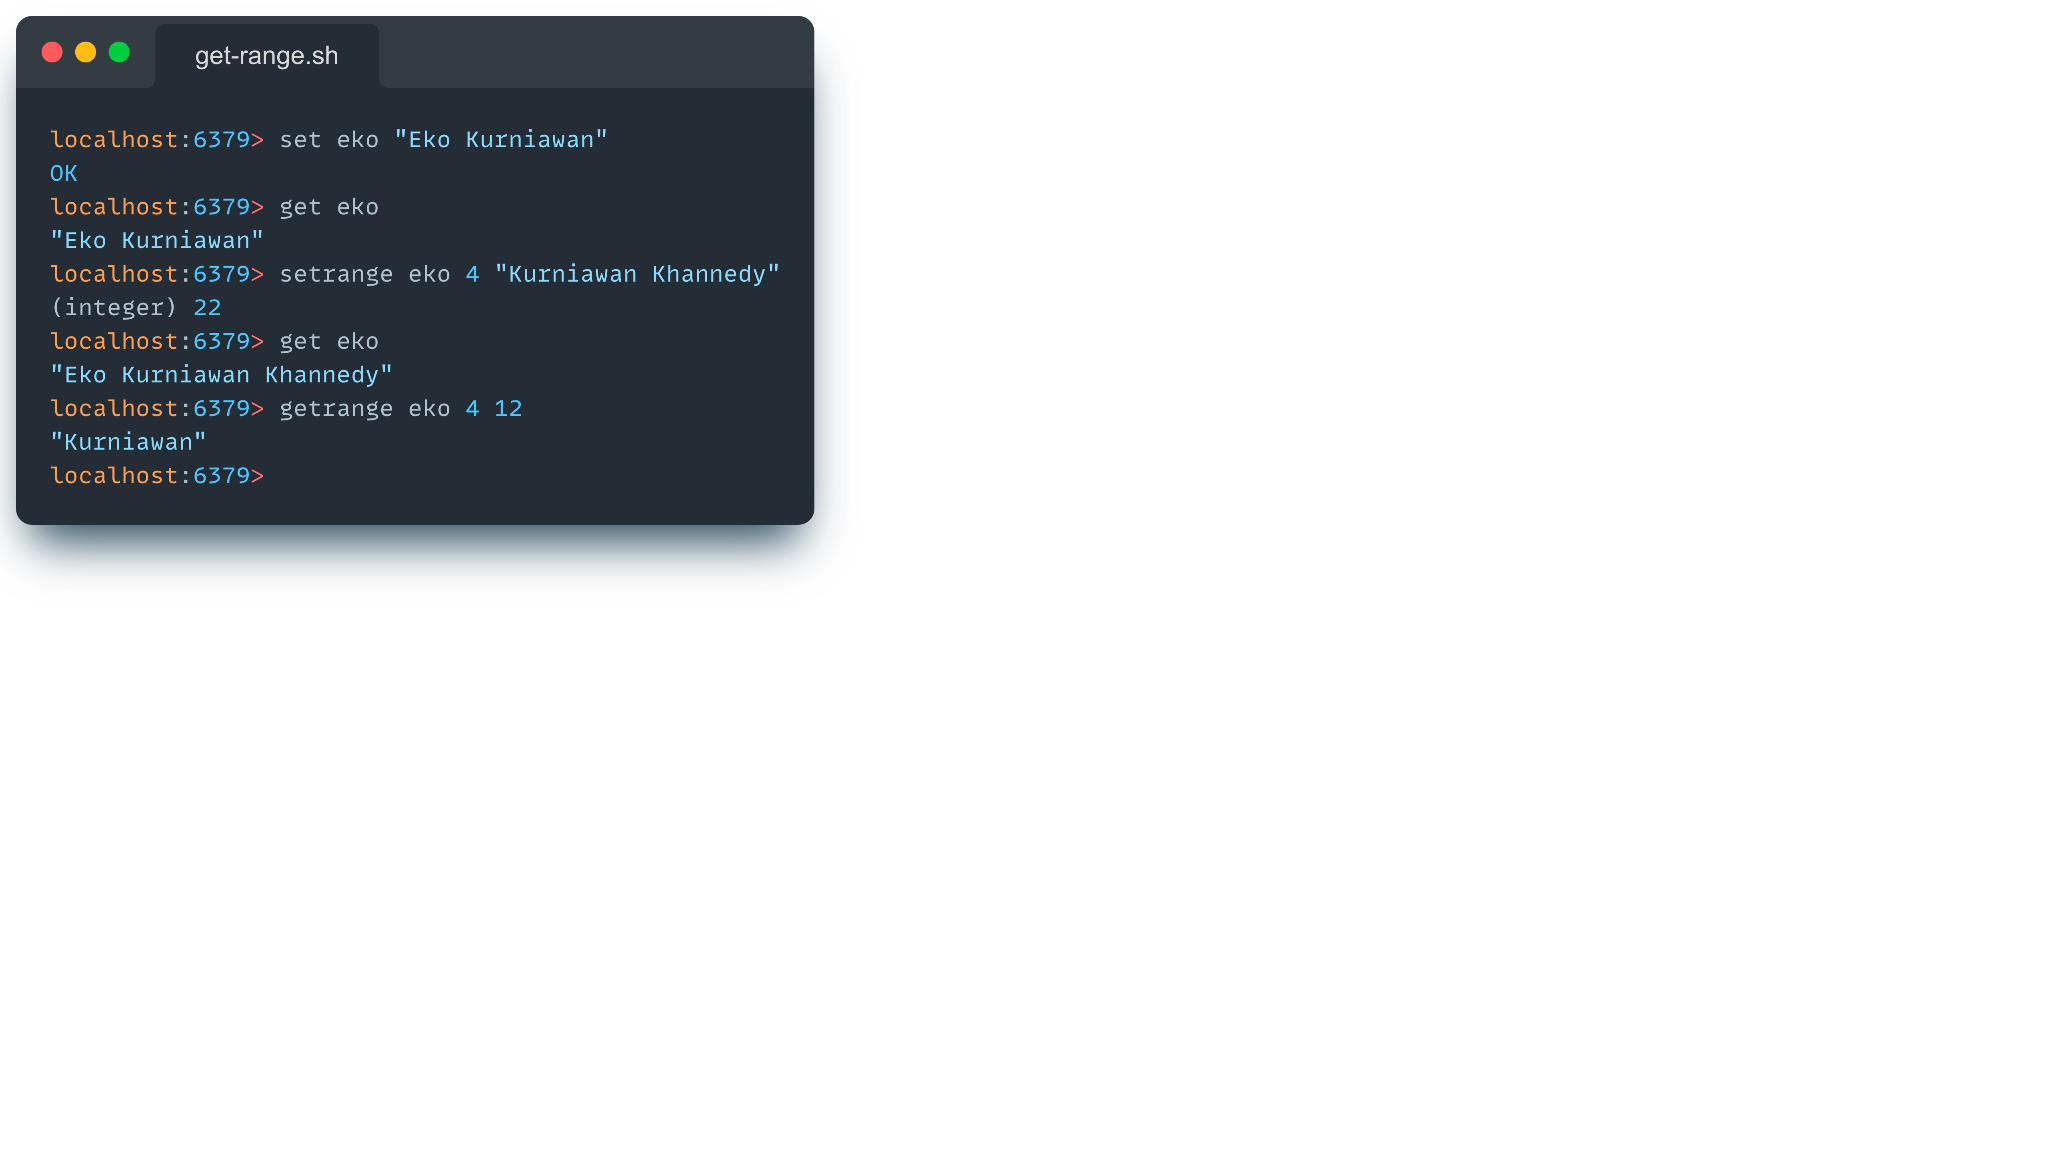 get-range.sh
localhost:6379> set eko "Eko Kurniawan"
OK
localhost:6379> get eko
"Eko Kurniawan"
localhost:6379> setrange eko 4 "Kurniawan Khannedy"
(integer) 22
localhost:6379> get eko
"Eko Kurniawan Khannedy"
localhost:6379> getrange eko 4 12
"Kurniawan"
localhost:6379>